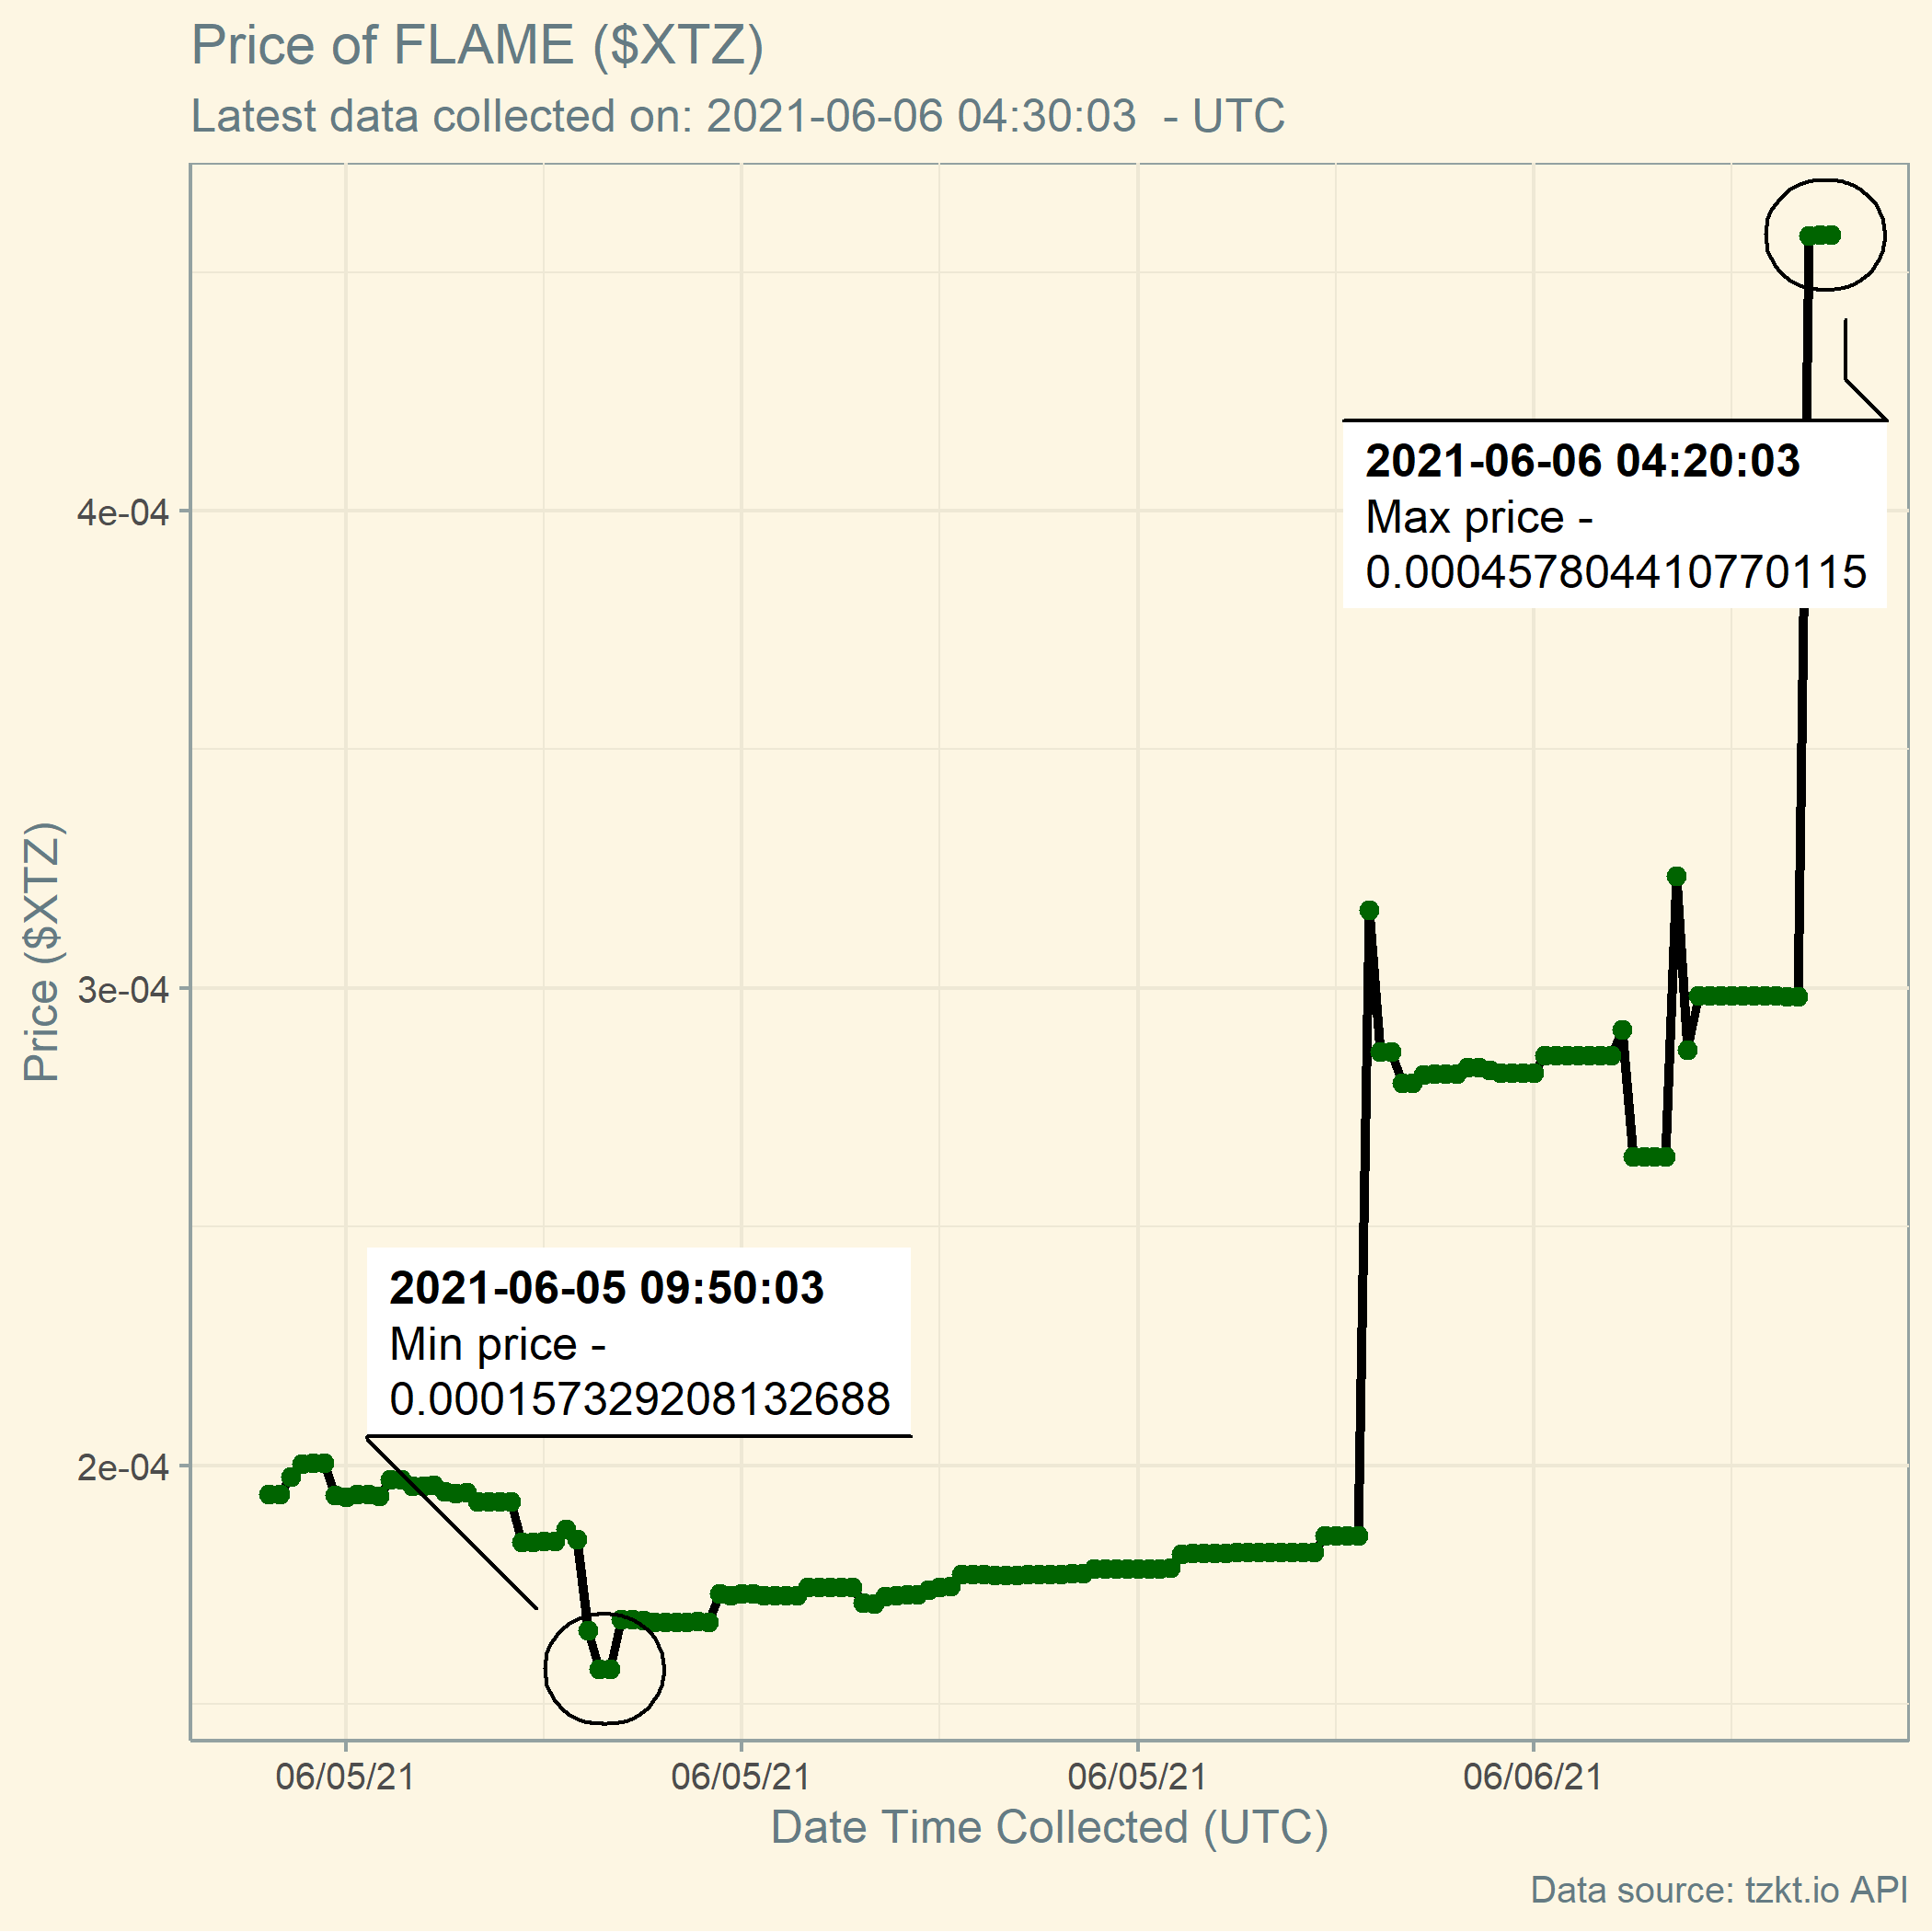 Price of FLAME ($XTZ)
Latest data collected on: 2021-06-06 04:30:03  - UTC
2021-06-06 04:20:03
Max price -
0.000457804410770115
4e-04
3e-04
2e-04
Price ($XTZ)
2021-06-05 09:50:03
Min price -
0.0001573292081326​88
06/05/21
06/05/21
06/05/21
06/06/21
Date Time Collected (UTC)
Data source: tzkt.io API